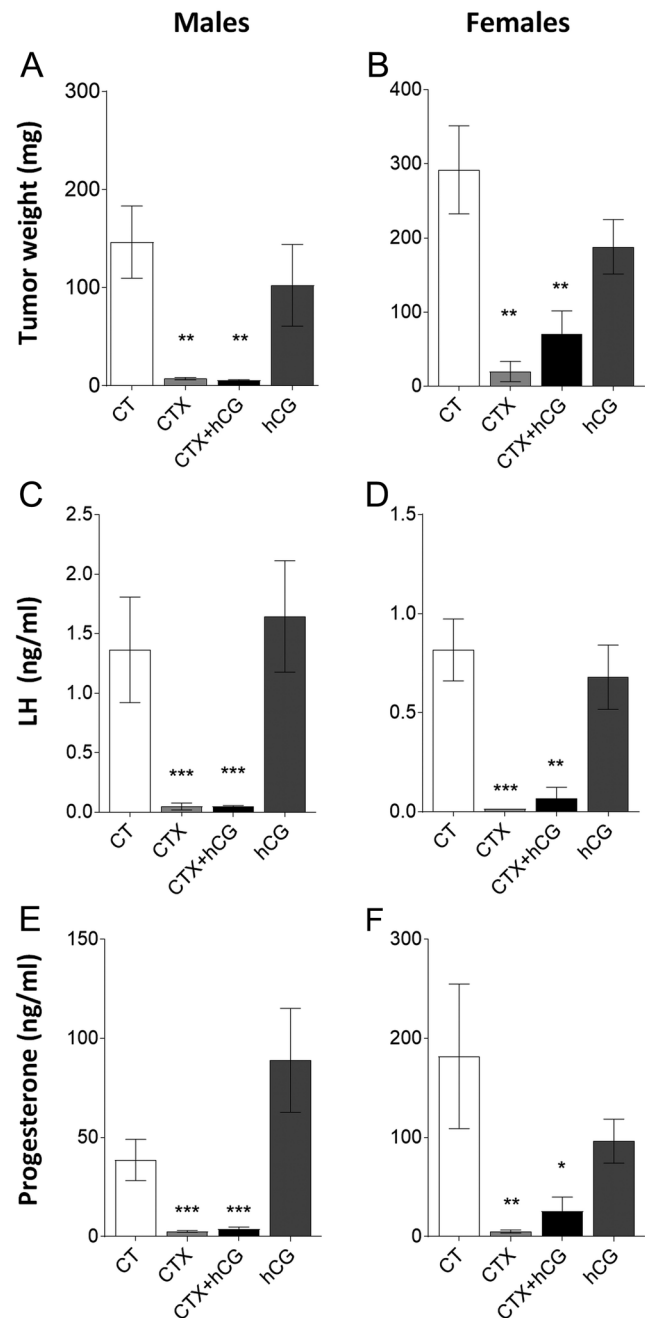 Males Females
A B
Tumor weight (mg)
300
200
100
0
** **
CT CTX CTX+hCG hCG
400
300
200
100
0
** **
CT CTX CTX+hCG hCG
C D
LH (ng/ml)
2.5
2.0
1.5
1.0
0.5
0.0
*** ***
CT CTX CTX+hCG hCG
1.5
1.0
0.5
0.0
*** **
CT CTX CTX+hCG hCG
E F
Progesterone (ng/ml)
150
100
50
0
*** ***
CT CTX CTX+hCG hCG
300
200
100
0
** *
CT CTX CTX+hCG hCG